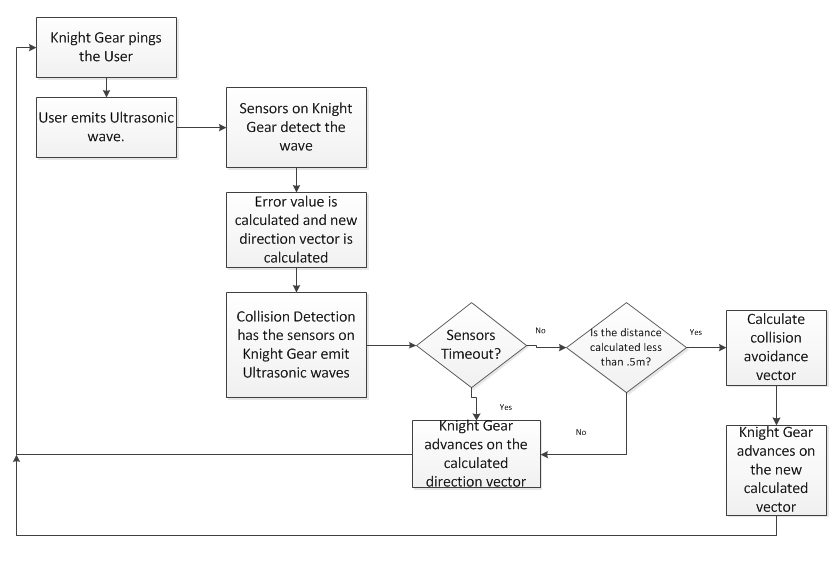 Knight Gear pings
the User
User emits Ultrasonic
wave.
Sensors on Knight
Gear detect the
wave
Error value is
calculated and new
direction vector is
calculated
Collision Detection
has the sensors on
Knight Gear emit
Ultrasonic waves
Sensors
Timeout?
No
Is the distance
calculated less
than .5m?
Yes
Calculate
collision
avoidance
vector
Yes
Knight Gear
advances on the
calculated
direction vector
No
Knight Gear
advances on
the new
calculated
vector